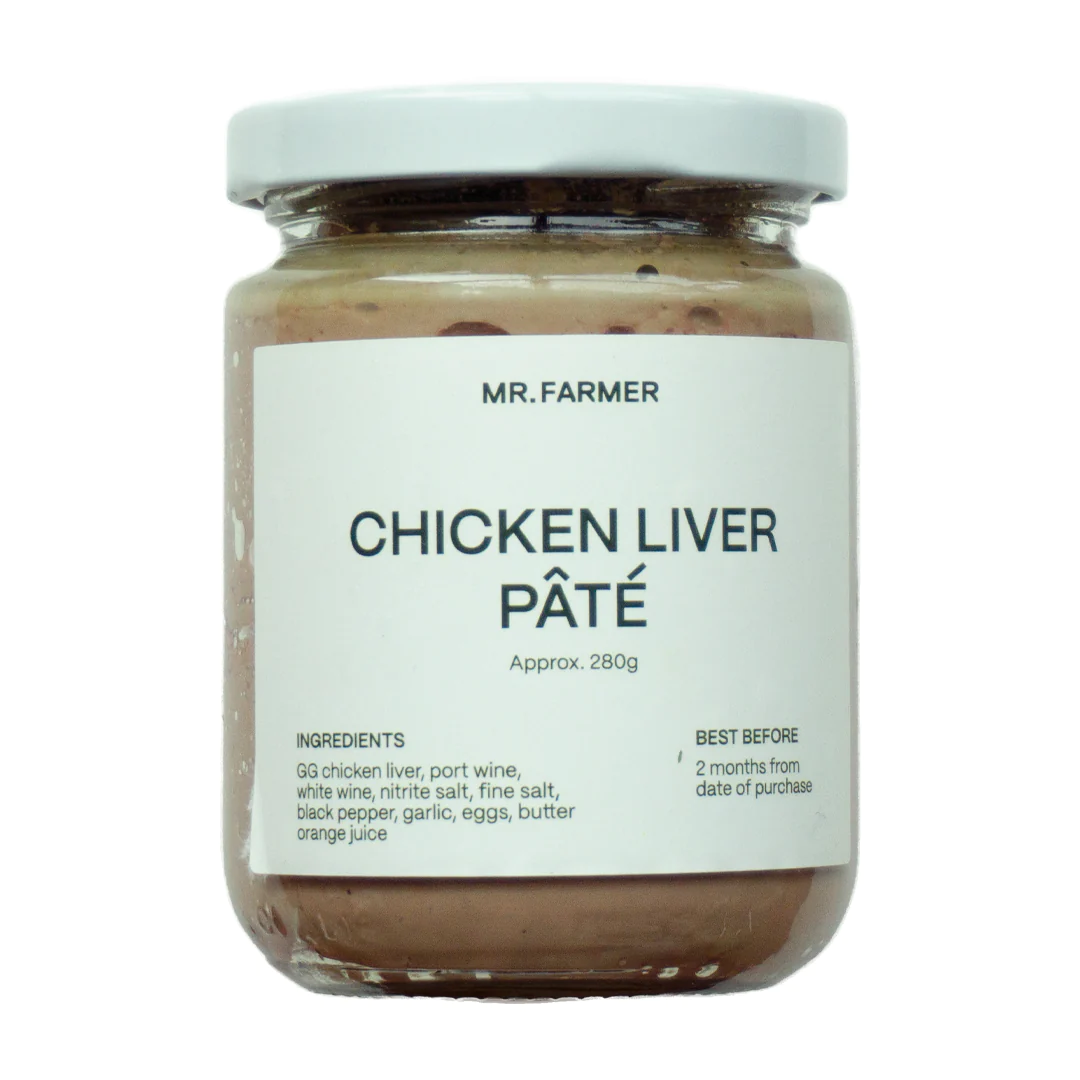 MR. FARMER
CHICKEN LIVER
PÂTÉ
Approx. 280g
INGREDIENTS
GG chicken liver, port wine,
white wine, nitrite salt, fine salt,
black pepper, garlic, eggs, butter
orange juice
BEST BEFORE
2 months from
date of purchase